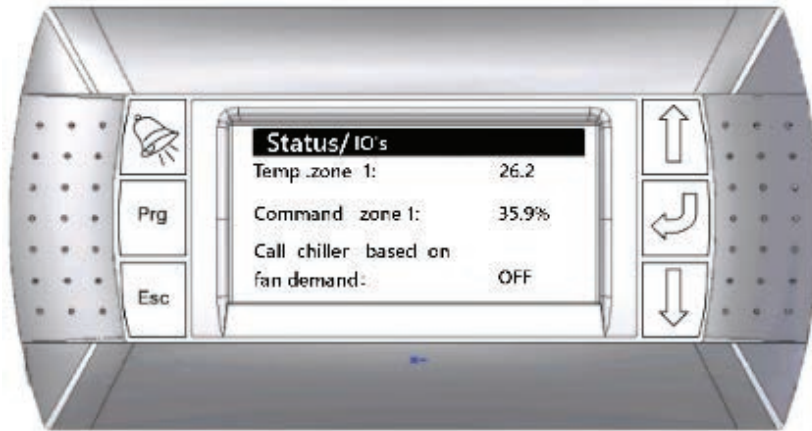 Status/ IO's
Temp .zone 1: 26.2
Prg
Command zone 1: 35.9%
Call chiller based on
fan demand: OFF
Esc